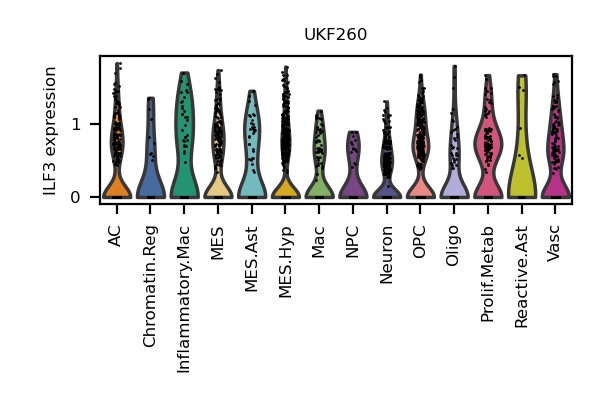 UKF260
ILF3 expression
1
0
AC
Chromatin.Reg
Inflammatory.Mac
MES
MES.Ast
MES.Hyp
Mac
NPC
Neuron
OPC
Oligo
Prolif.Metab
Reactive.Ast
Vasc